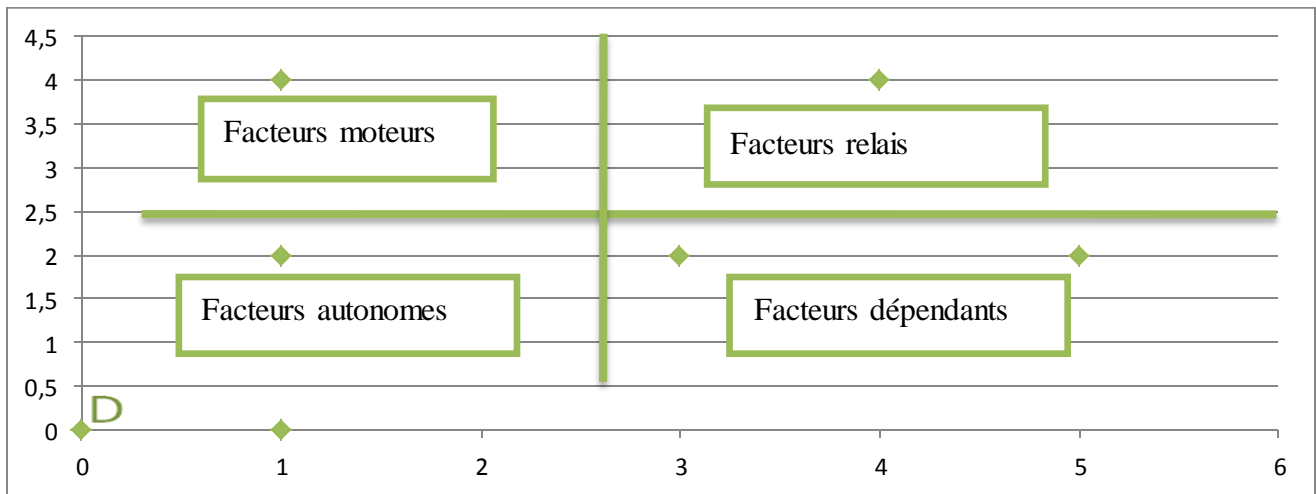 4,5
4
Facteurs moteurs
Facteurs relais
3,5
3
2,5
2
Facteurs autonomes
Facteurs dépendants
1,5
1
0,5
D
0
0 1 2 3 4 5 6